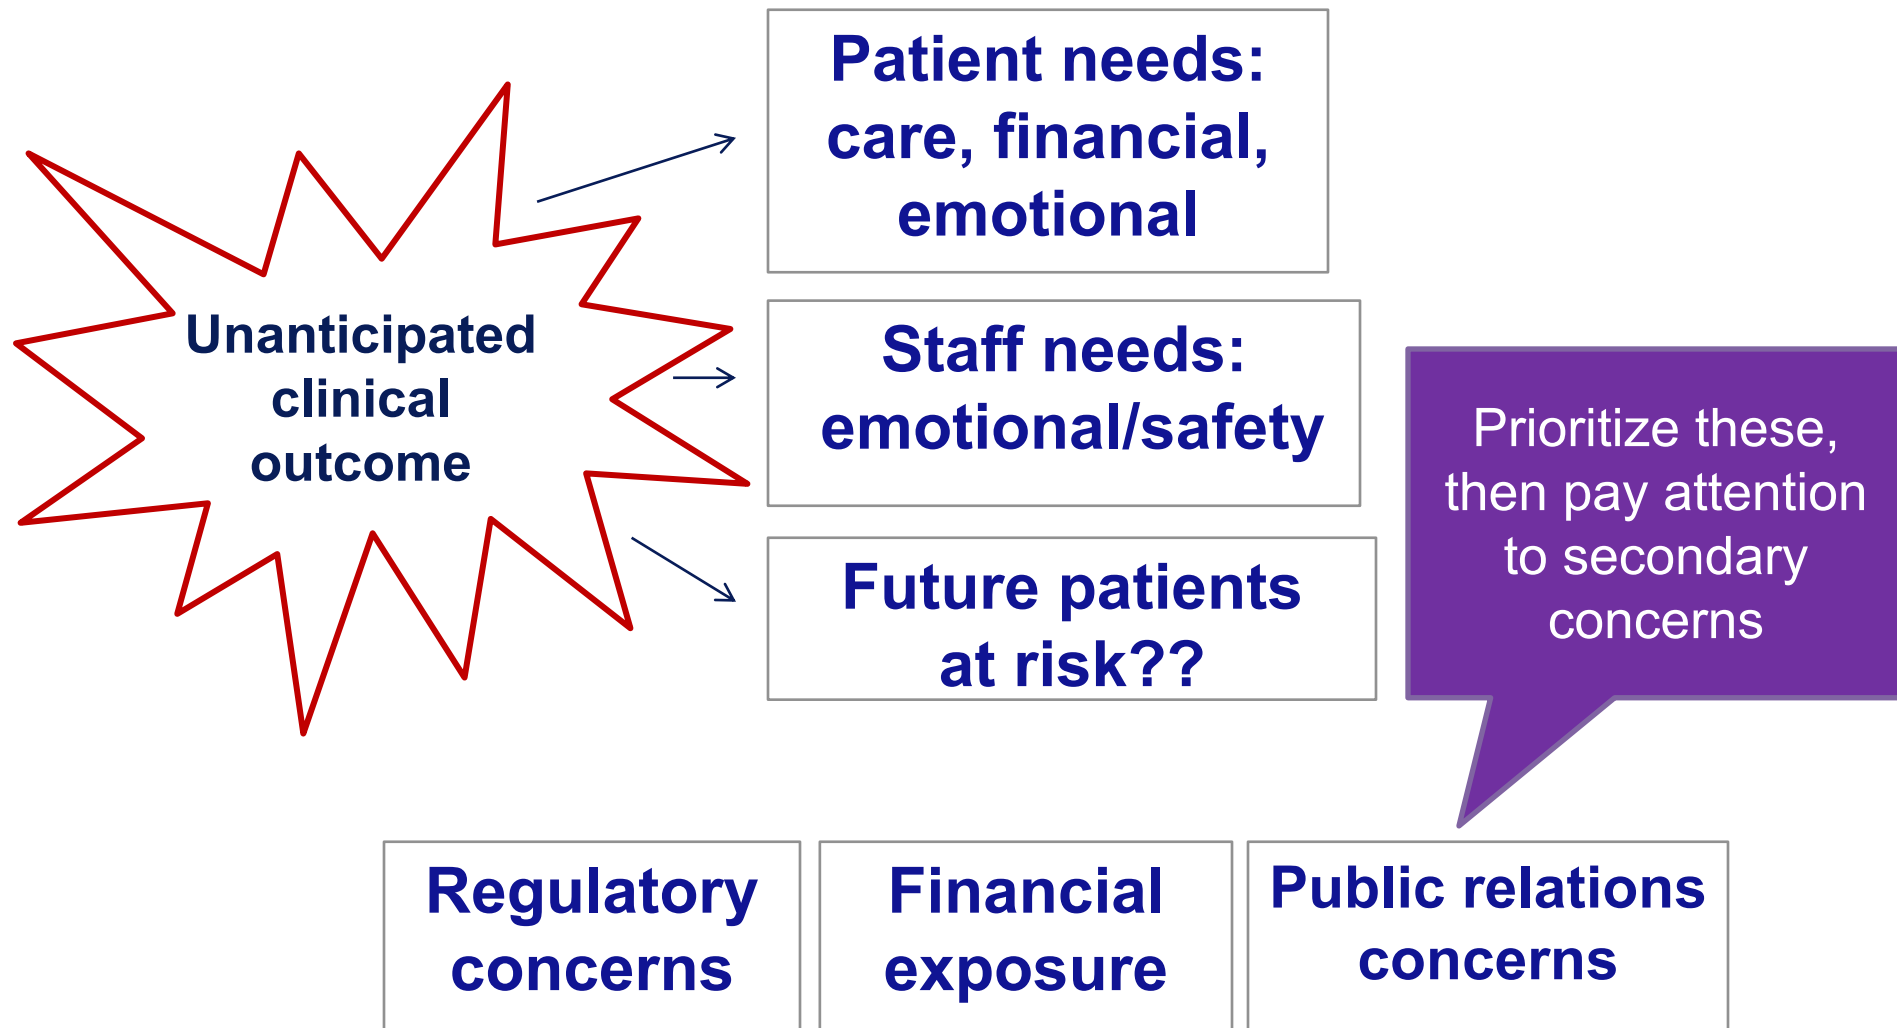 Patient needs:
care, financial,
emotional
Unanticipated
clinical
outcome
Staff needs:
emotional/safety
Future patients
at risk??
Prioritize these,
then pay attention
to secondary
concerns
Regulatory
concerns
Financial
exposure
Public relations
concerns